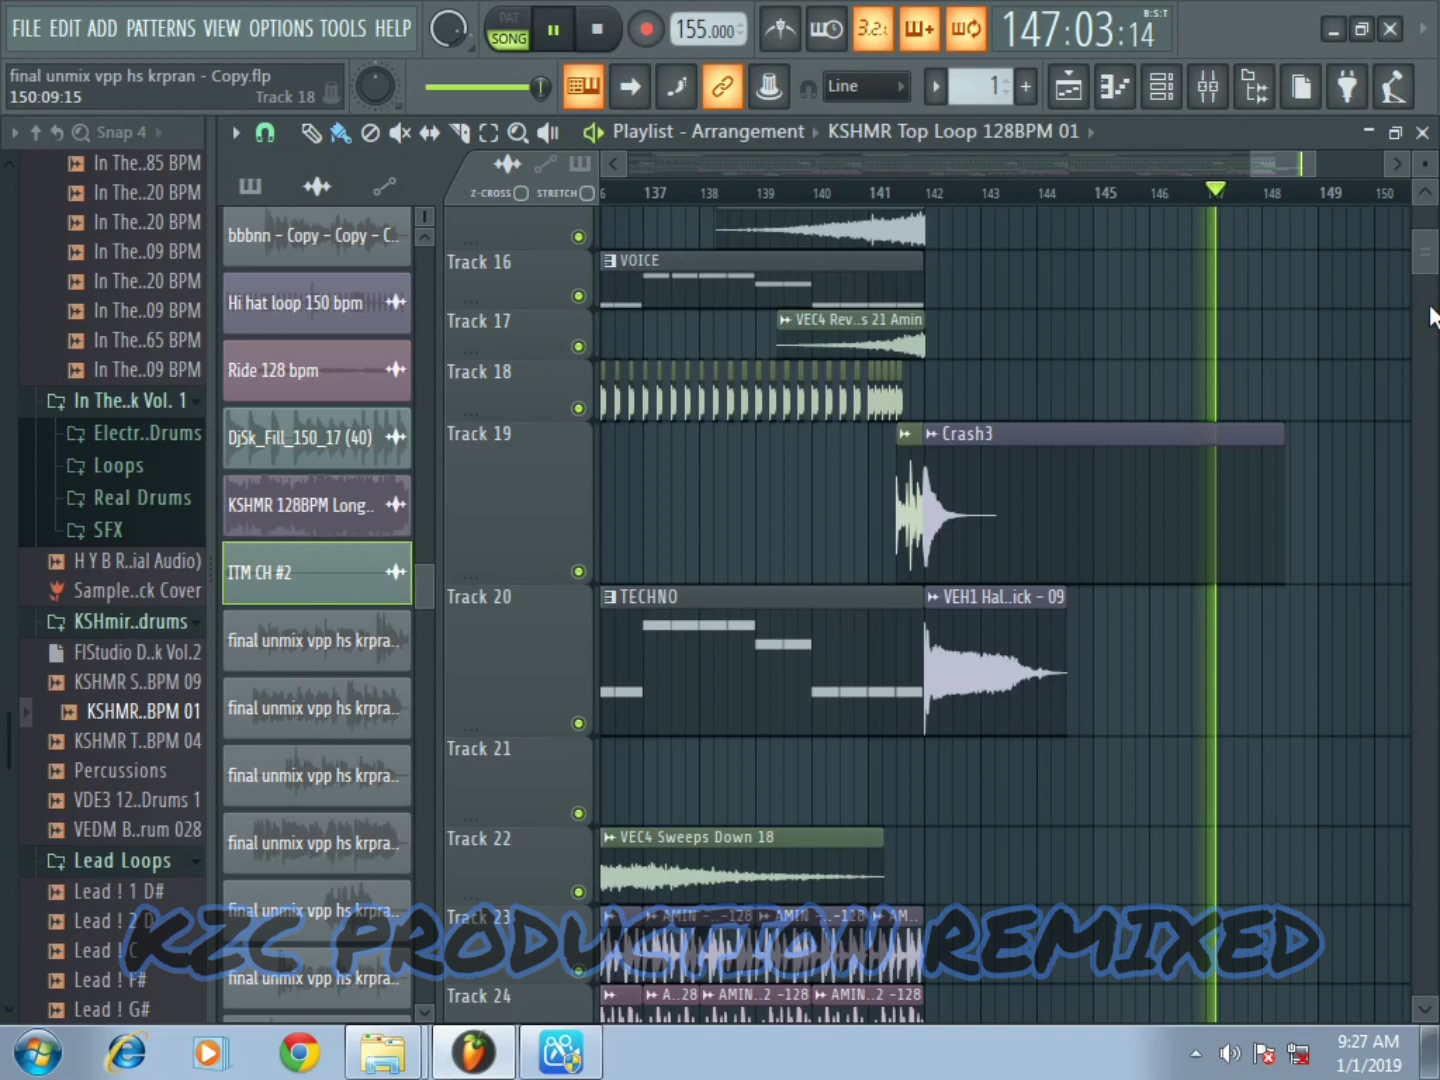 FILE EDIT ADD PATTERNS VIEW OPTIONS TOOLS HELP
PAT
SONG
155.000
3.2.
147:03:14
B:S:T
final unmix vpp hs krpran - Copy.flp
150:09:15
Track 18
Line
1
Snap 4
Playlist - Arrangement
KSHMR Top Loop 128BPM 01
In The..85 BPM
In The..20 BPM
In The..20 BPM
In The..09 BPM
In The..20 BPM
In The..09 BPM
In The..65 BPM
In The..09 BPM
In The..k Vol. 1
Electr..Drums
Loops
Real Drums
SFX
H Y B R..ial Audio)
Sample..ck Cover
KSHmir..drums
FlStudio D..k Vol.2
KSHMR S..BPM 09
KSHMR..BPM 01
KSHMR T..BPM 04
Percussions
VDE3 12..Drums 1
VEDM B..rum 028
Lead Loops
Lead ! 1 D#
Lead ! 2 D
Lead ! C
Lead ! F#
Lead ! G#
bbbnn - Copy - Copy - C..
Hi hat loop 150 bpm
Ride 128 bpm
DjSk_Fill_150_17 (40)
KSHMR 128BPM Long..
ITM CH #2
final unmix vpp hs krpra..
final unmix vpp hs krpra..
final unmix vpp hs krpra..
final unmix vpp hs krpra..
final unmix vpp hs krpra..
final unmix vpp hs krpra..
Z-CROSS
STRETCH
6 137 138 139 140 141 142 143 144 145 146 147 148 149 150
Track 16
VOICE
Track 17
VEC4 Rev..s 21 Amin
Track 18
Track 19
Crash3
Track 20
TECHNO
VEH1 Hal..ick - 09
Track 21
Track 22
VEC4 Sweeps Down 18
Track 23
AMIN -..-128
AMIN -..-128
AM..
Track 24
A..28
AMIN..2 -128
AMIN..2 -128
KZC PRODUCTION REMIXED
9:27 AM
1/1/2019